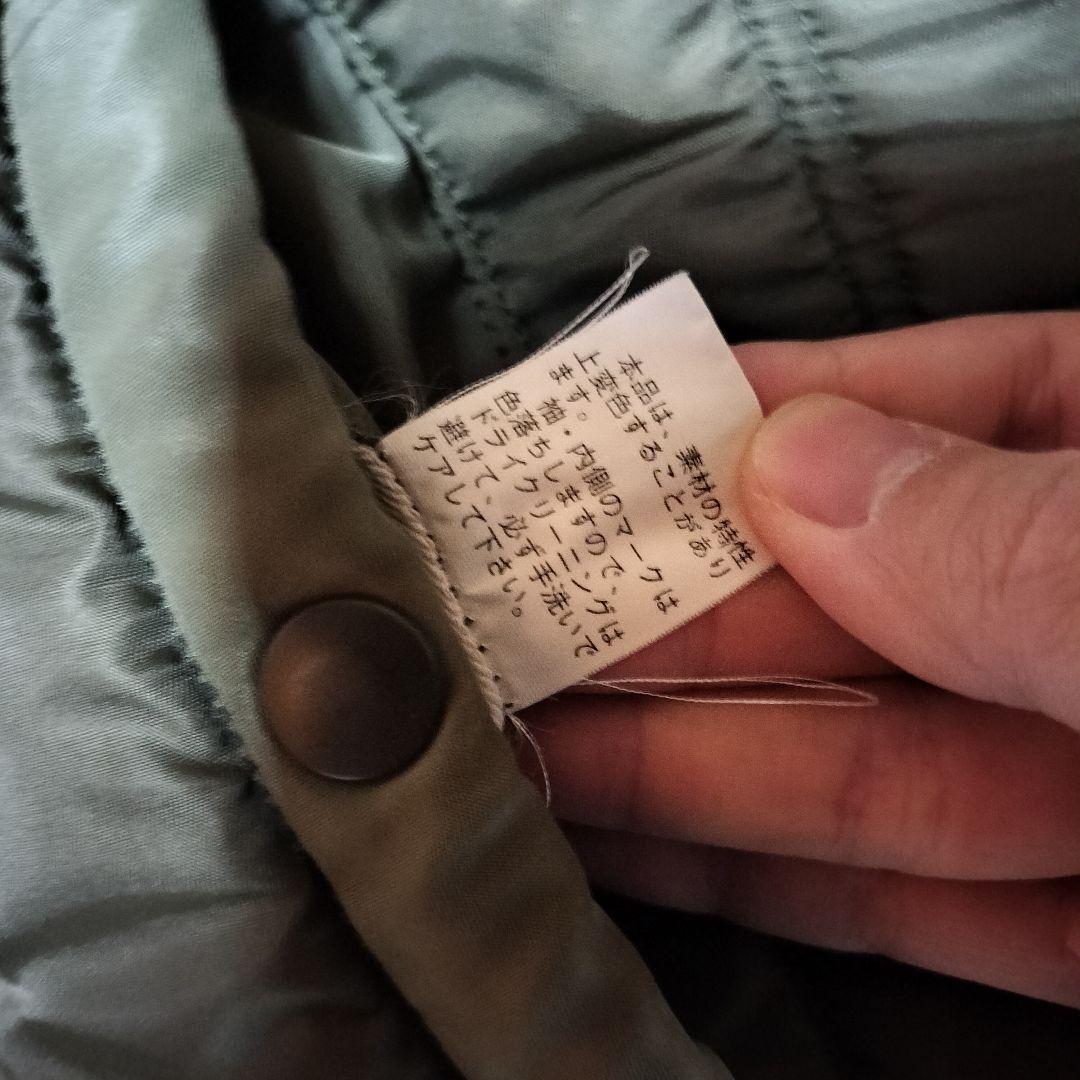 本品は、素材の特性
上変色することがあり
ます。袖・内側のマークは
色落ちしますので、
ドライクリーニングは
避けて、必ず手洗いで
ケアして下さい。